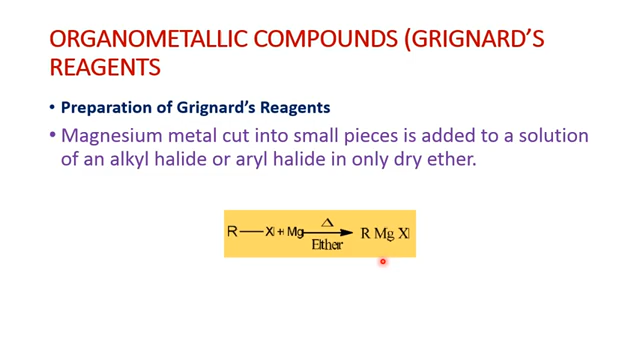 ORGANOMETALLIC COMPOUNDS (GRIGNARD'S
REAGENTS
• Preparation of Grignard's Reagents
• Magnesium metal cut into small pieces is added to a solution
of an alkyl halide or aryl halide in only dry ether.
Δ
R—X + Mg → R Mg X
Ether